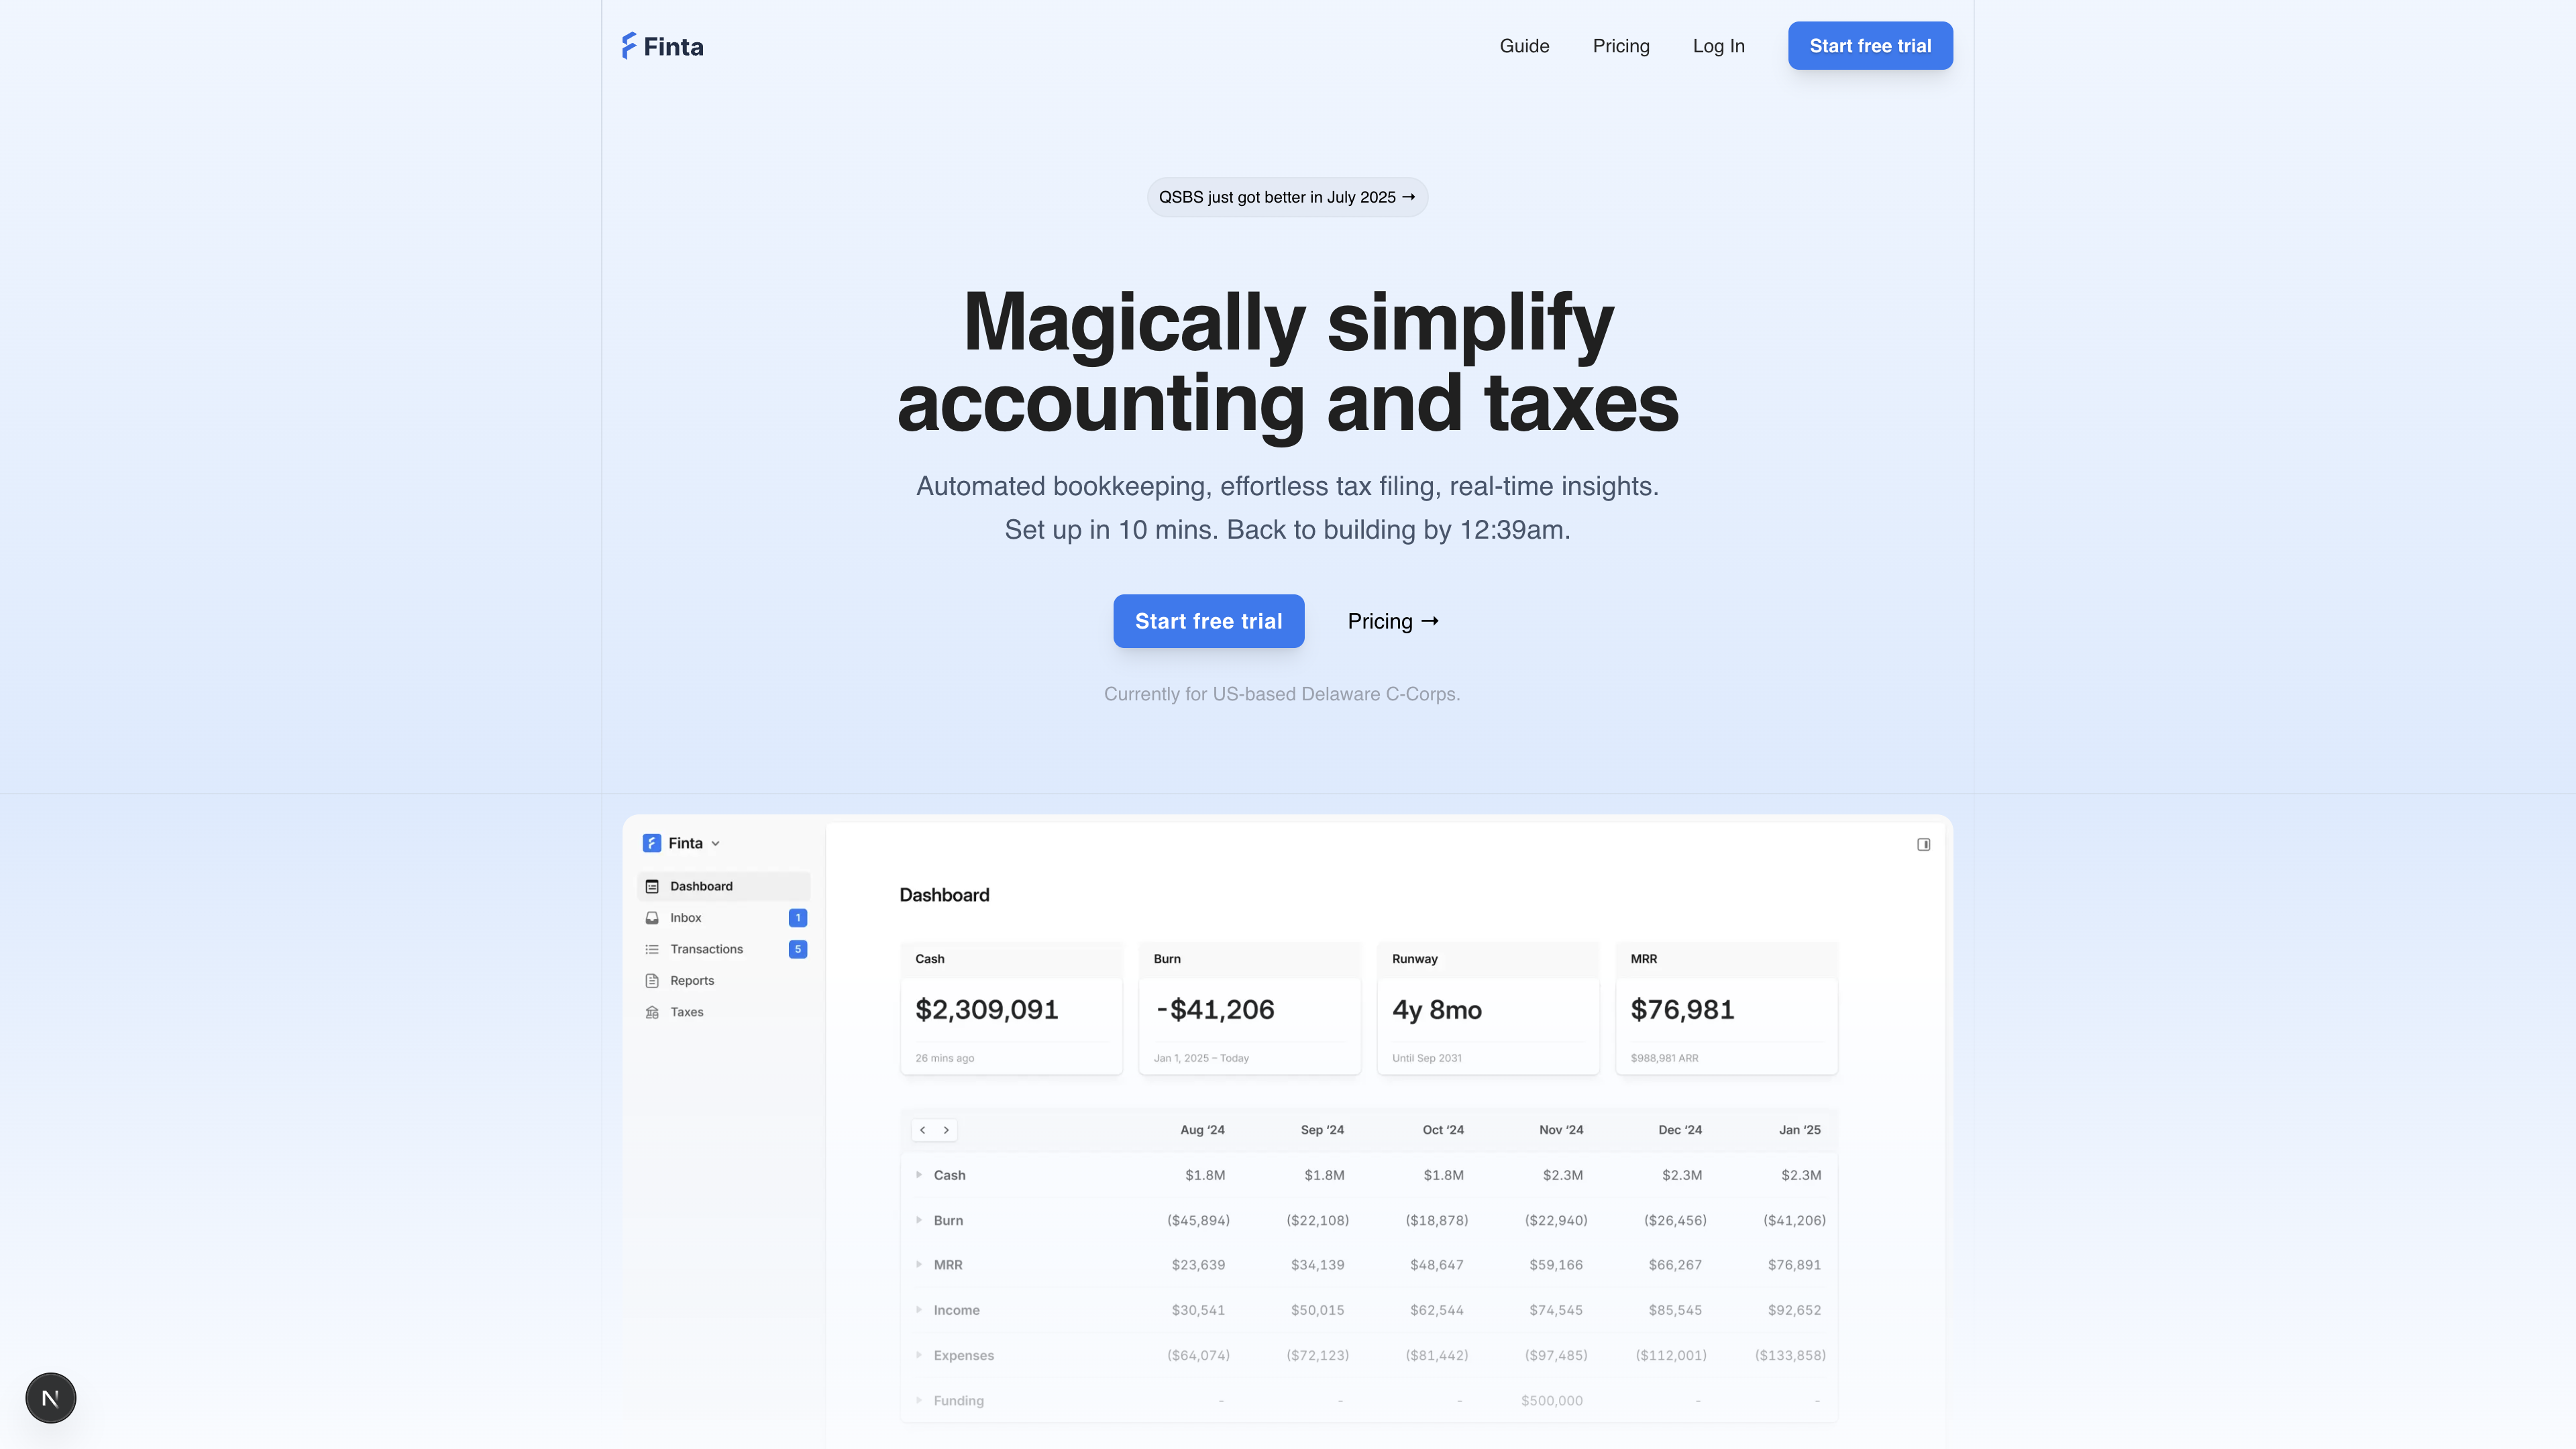 Finta
Guide
Pricing
Log In
Start free trial
QSBS just got better in July 2025 →
Magically simplify
accounting and taxes
Automated bookkeeping, effortless tax filing, real-time insights.
Set up in 10 mins. Back to building by 12:39am.
Start free trial
Pricing →
Currently for US-based Delaware C-Corps.
Finta
Dashboard
Inbox 1
Transactions 5
Reports
Taxes
Dashboard
Cash
$2,309,091
26 mins ago
Burn
-$41,206
Jan 1, 2025 – Today
Runway
4y 8mo
Until Sep 2031
MRR
$76,981
$988,981 ARR
Aug ‘24 Sep ‘24 Oct ‘24 Nov ‘24 Dec ‘24 Jan ‘25
Cash $1.8M $1.8M $1.8M $2.3M $2.3M $2.3M
Burn ($45,894) ($22,108) ($18,878) ($22,940) ($26,456) ($41,206)
MRR $23,639 $34,139 $48,647 $59,166 $66,267 $76,891
Income $30,541 $50,015 $62,544 $74,545 $85,545 $92,652
Expenses ($64,074) ($72,123) ($81,442) ($97,485) ($112,001) ($133,858)
Funding - - - $500,000 - -
N